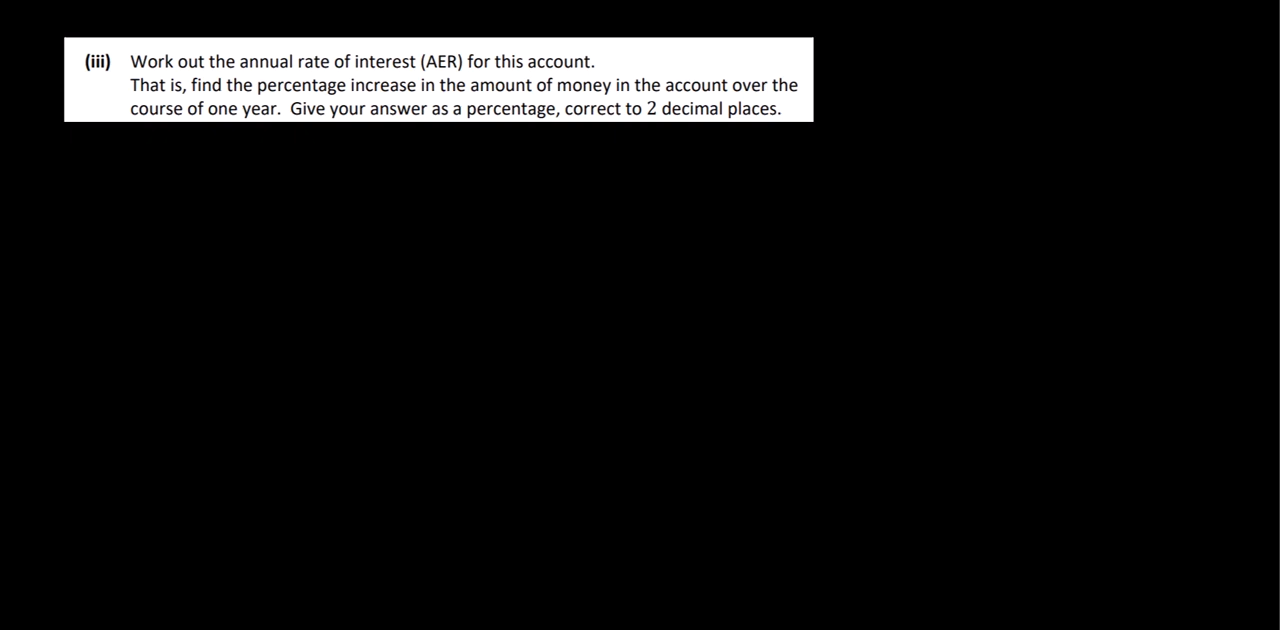 (iii) Work out the annual rate of interest (AER) for this account.
That is, find the percentage increase in the amount of money in the account over the
course of one year.  Give your answer as a percentage, correct to 2 decimal places.